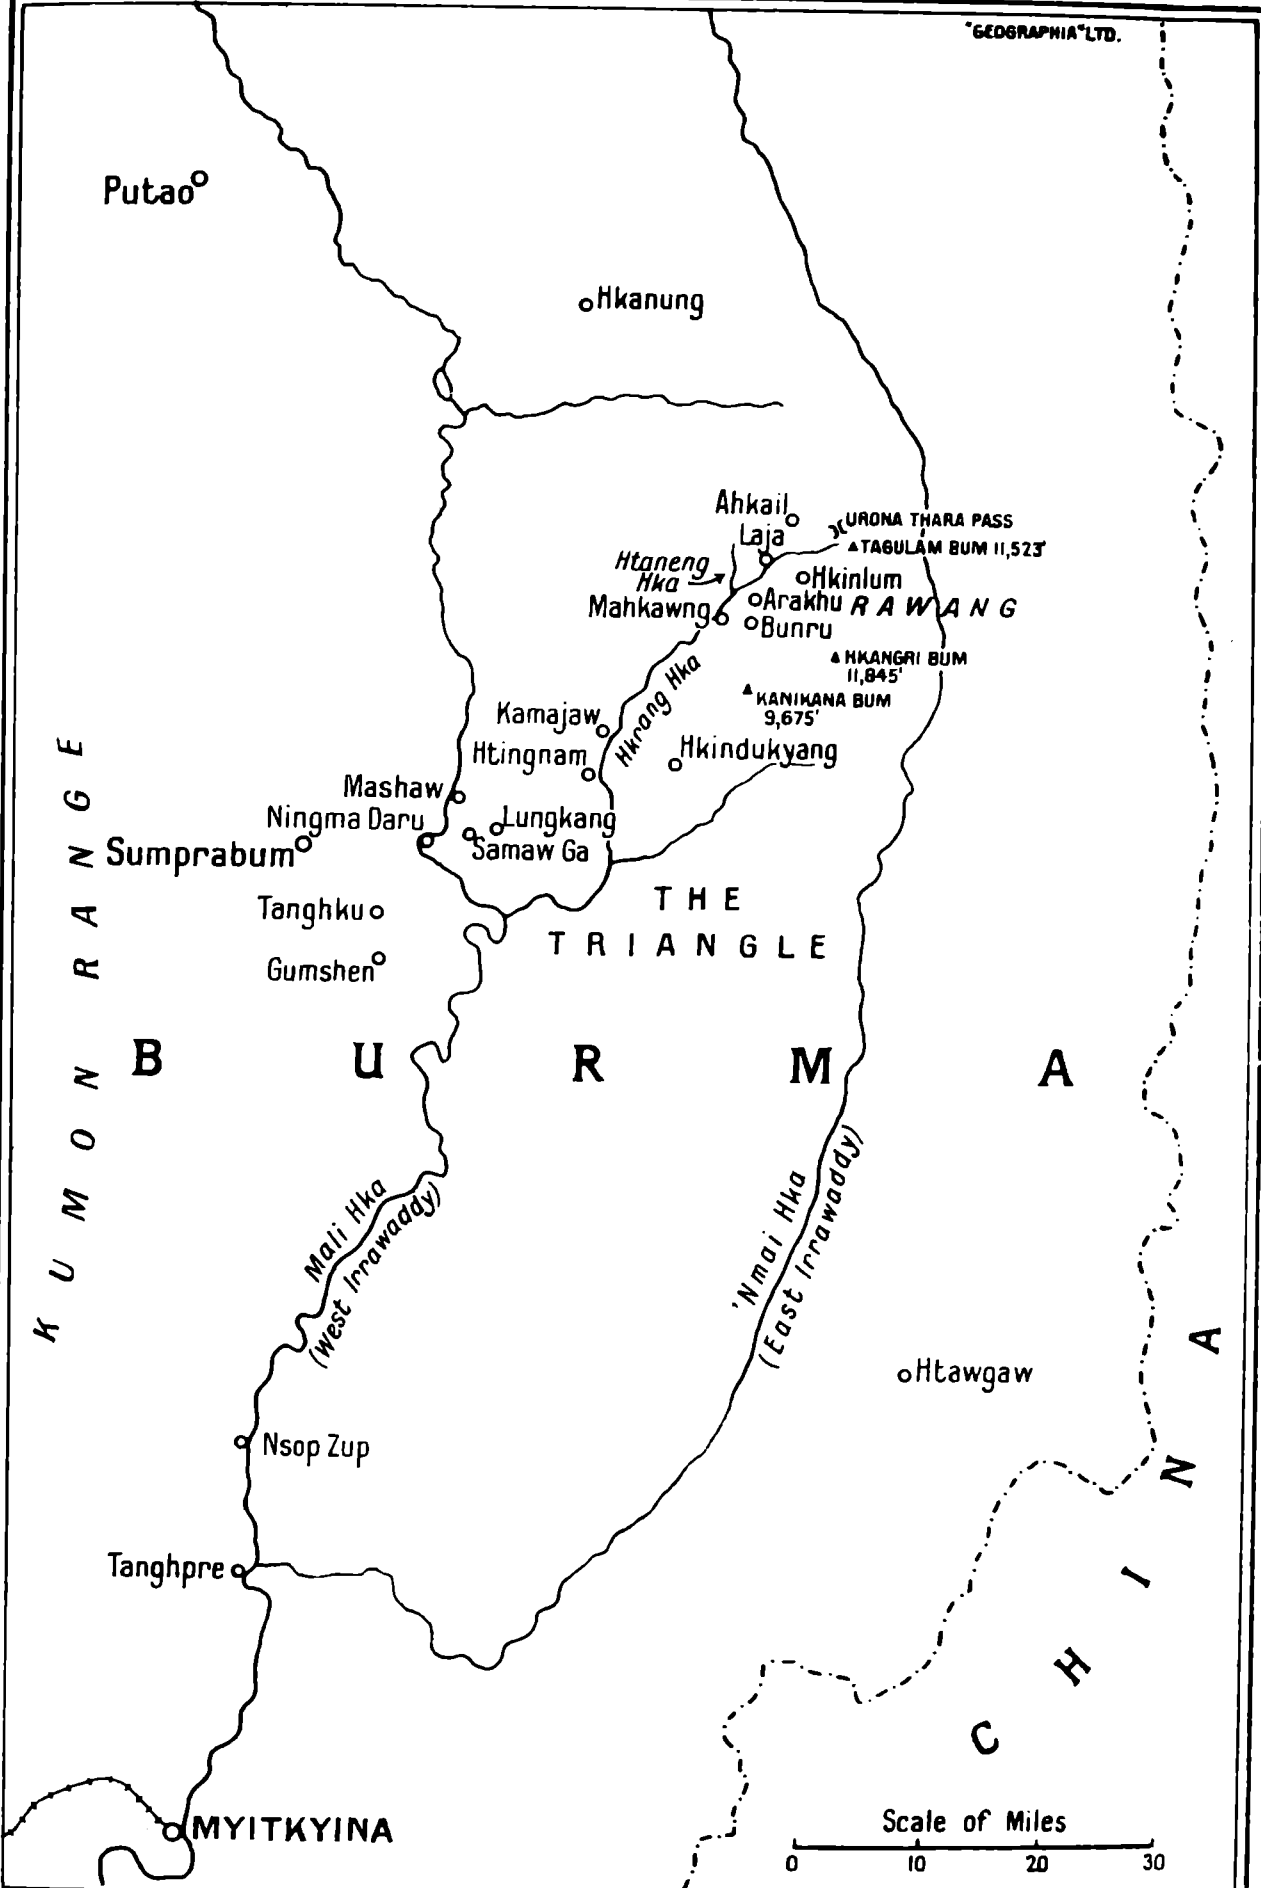 "GEOGRAPHIA" LTD.
Putao
Hkanung
Ahkail
Laja
URONA THARA PASS
TAGULAM BUM 11,523'
Htaneng
Hka
Hkinlum
Mahkawng
Arakhu
RAWANG
Bunru
HKANGRI BUM
11,845'
KANIKANA BUM
9,675'
Hkrang Hka
Kamajaw
Htingnam
Hkindukyang
Mashaw
Ningma Daru
Lungkang
Sumprabum
Samaw Ga
Tanghku
THE
TRIANGLE
Gumshen
KUMON RANGE
BURMA
Mali Hka
(West Irrawaddy)
'Nmai Hka
(East Irrawaddy)
Htawgaw
Nsop Zup
Tanghpre
CHINA
MYITKYINA
Scale of Miles
0 10 20 30